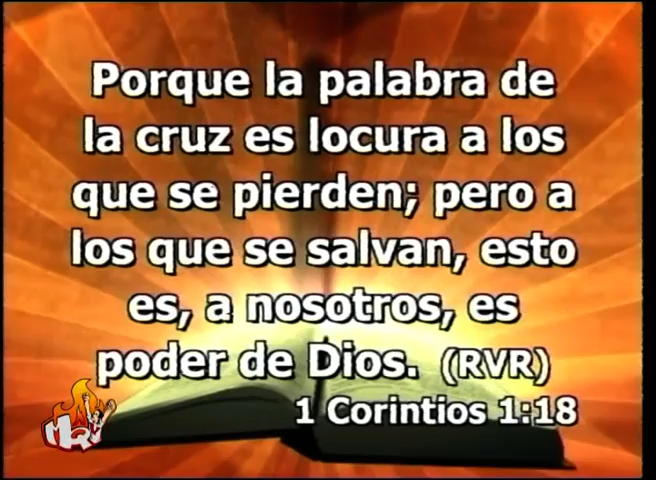 Porque la palabra de
la cruz es locura a los
que se pierden; pero a
los que se salvan, esto
es, a nosotros, es
poder de Dios. (RVR)
1 Corintios 1:18
MRV